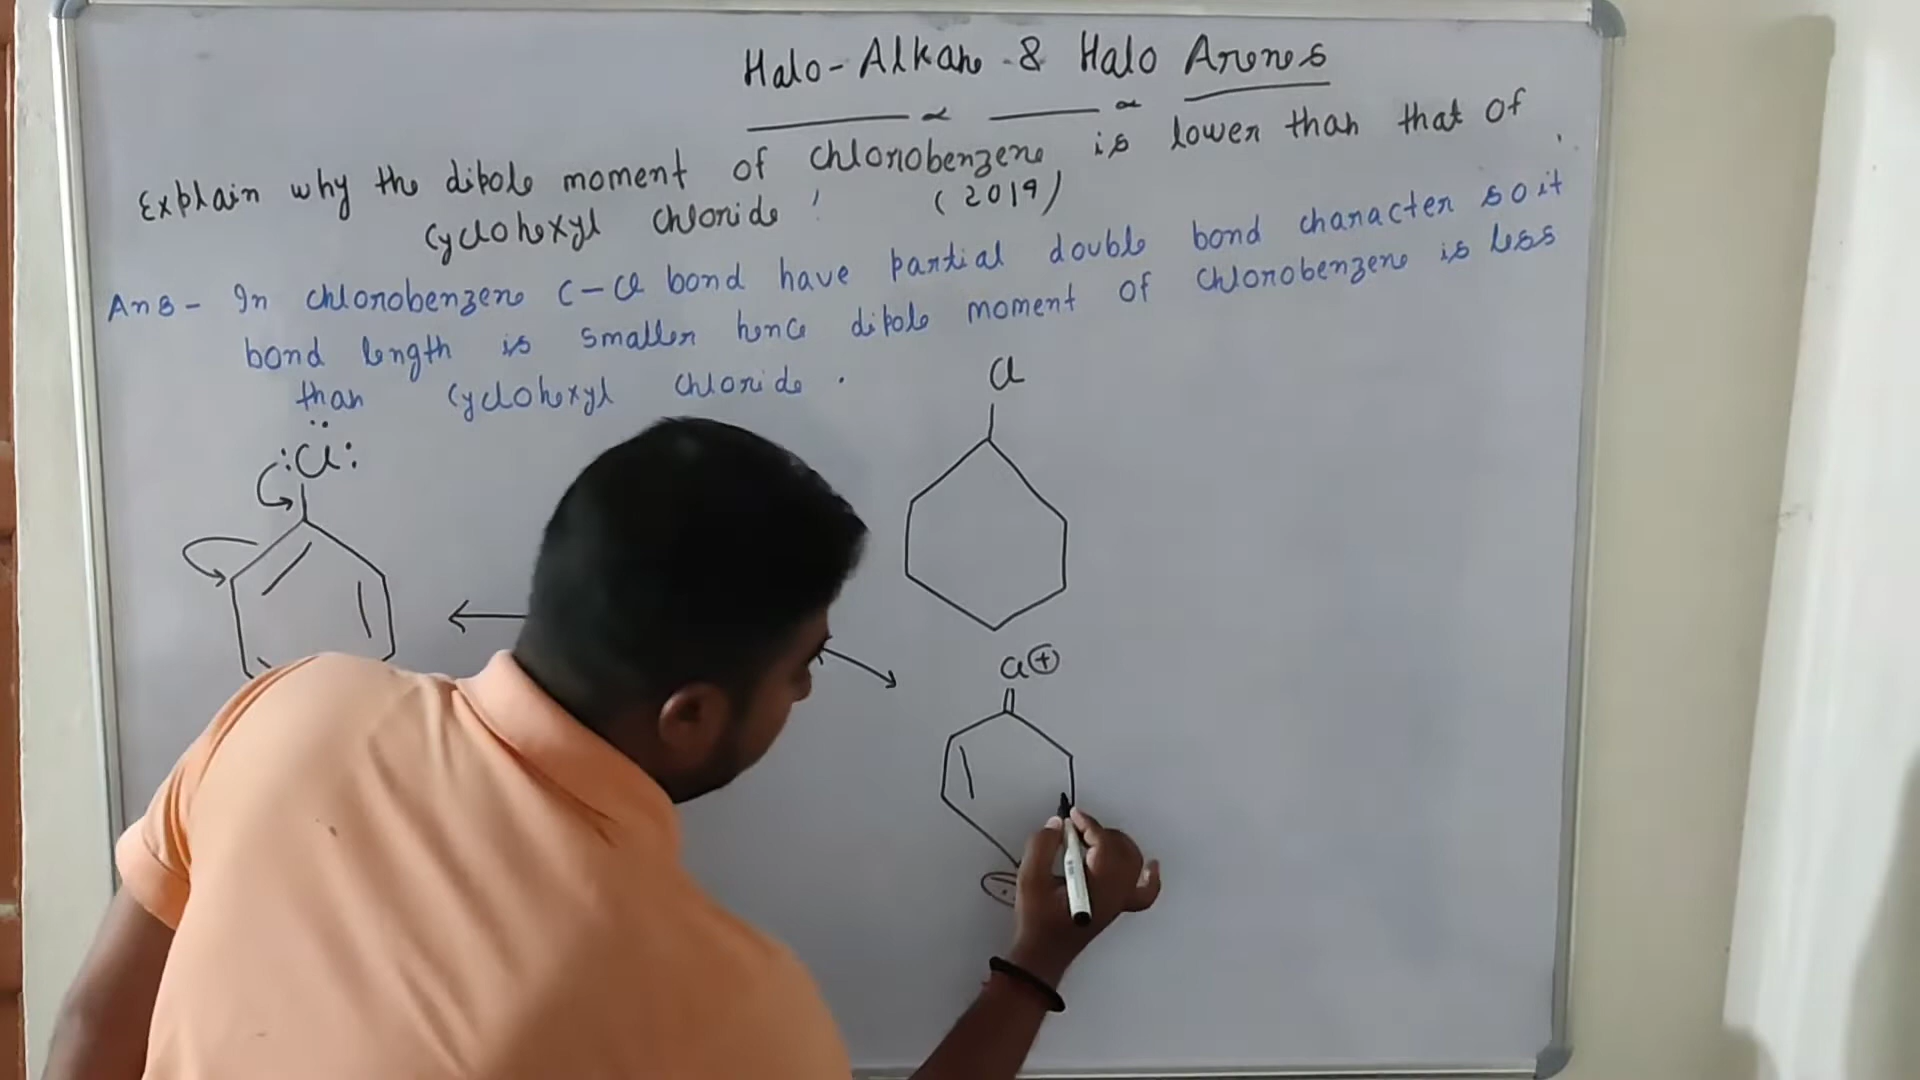 Halo-Alkane & Halo Arenes
Explain why the dipole moment of chlorobenzene is lower than that of
cyclohexyl chloride ! (2019)
Ans - In chlorobenzene C-Cl bond have partial double bond character so it
bond length is smaller hence dipole moment of chlorobenzene is less
than cyclohexyl chloride .
Cl
:Cl:
Cl⊕